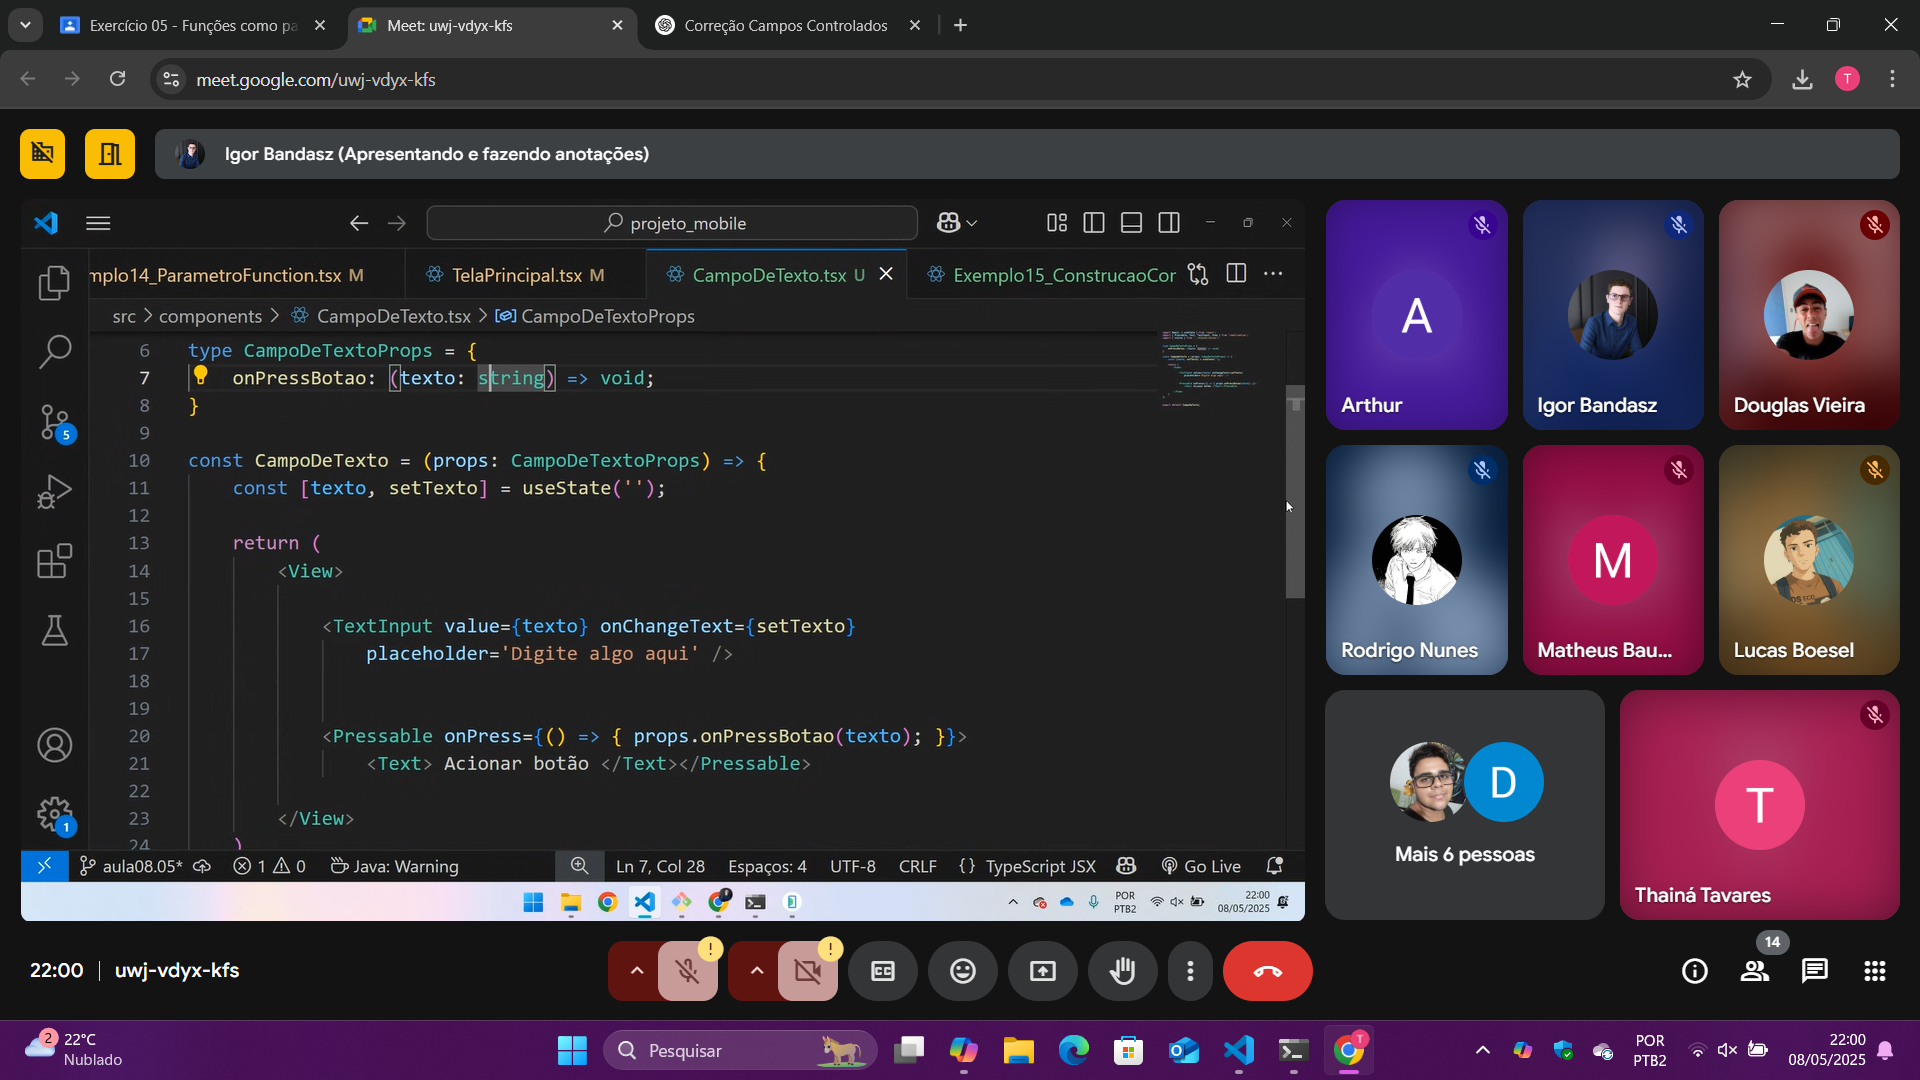 Exercício 05 - Funções como pa
Meet: uwj-vdyx-kfs
Correção Campos Controlados
meet.google.com/uwj-vdyx-kfs
T
Igor Bandasz (Apresentando e fazendo anotações)
projeto_mobile
mplo14_ParametroFunction.tsx M
TelaPrincipal.tsx M
CampoDeTexto.tsx U
Exemplo15_ConstrucaoCor
src > components > CampoDeTexto.tsx > CampoDeTextoProps
6 type CampoDeTextoProps = {
7 onPressBotao: (texto: string) => void;
8 }
9
10 const CampoDeTexto = (props: CampoDeTextoProps) => {
11 const [texto, setTexto] = useState('');
12
13 return (
14 <View>
15
16 <TextInput value={texto} onChangeText={setTexto}
17 placeholder='Digite algo aqui' />
18
19
20 <Pressable onPress={() => { props.onPressBotao(texto); }}>
21 <Text> Acionar botão </Text></Pressable>
22
23 </View>
24 )
5
1
aula08.05*
1
0
Java: Warning
Ln 7, Col 28
Espaços: 4
UTF-8
CRLF
{} TypeScript JSX
Go Live
POR
PTB2
22:00
08/05/2025
A
Arthur
Igor Bandasz
Douglas Vieira
Rodrigo Nunes
M
Matheus Bau...
Lucas Boesel
D
Mais 6 pessoas
T
Thainá Tavares
22:00 | uwj-vdyx-kfs
!
!
CC
14
2
22°C
Nublado
Pesquisar
T
POR
PTB2
22:00
08/05/2025